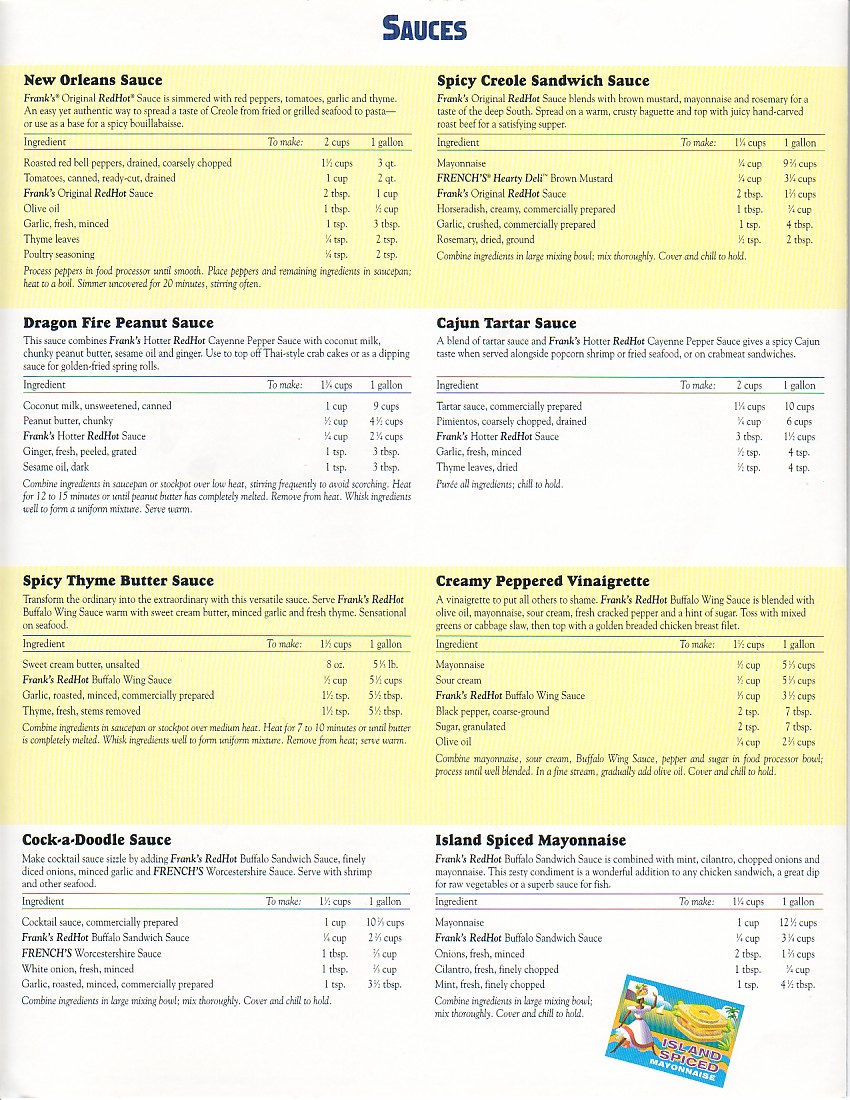 SAUCES
New Orleans Sauce
Frank's® Original RedHot® Sauce is simmered with red peppers, tomatoes, garlic and thyme.
An easy yet authentic way to spread a taste of Creole from fried or grilled seafood to pasta—
or use as a base for a spicy bouillabaisse.
Ingredient To make: 2 cups 1 gallon
Roasted red bell peppers, drained, coarsely chopped 1½ cups 3 qt.
Tomatoes, canned, ready-cut, drained 1 cup 2 qt.
Frank's Original RedHot Sauce 2 tbsp. 1 cup
Olive oil 1 tbsp. ½ cup
Garlic, fresh, minced 1 tsp. 3 tbsp.
Thyme leaves ¼ tsp. 2 tsp.
Poultry seasoning ¼ tsp. 2 tsp.
Process peppers in food processor until smooth. Place peppers and remaining ingredients in saucepan;
heat to a boil. Simmer uncovered for 20 minutes, stirring often.
Spicy Creole Sandwich Sauce
Frank's Original RedHot Sauce blends with brown mustard, mayonnaise and rosemary for a
taste of the deep South. Spread on a warm, crusty baguette and top with juicy hand-carved
roast beef for a satisfying supper.
Ingredient To make: 1¼ cups 1 gallon
Mayonnaise ¾ cup 9⅔ cups
FRENCH'S® Hearty Deli™ Brown Mustard ¼ cup 3¼ cups
Frank's Original RedHot Sauce 2 tbsp. 1⅔ cups
Horseradish, creamy, commercially prepared 1 tbsp. ¾ cup
Garlic, crushed, commercially prepared 1 tsp. 4 tbsp.
Rosemary, dried, ground ½ tsp. 2 tbsp.
Combine ingredients in large mixing bowl; mix thoroughly. Cover and chill to hold.
Dragon Fire Peanut Sauce
This sauce combines Frank's Hotter RedHot Cayenne Pepper Sauce with coconut milk,
chunky peanut butter, sesame oil and ginger. Use to top off Thai-style crab cakes or as a dipping
sauce for golden-fried spring rolls.
Ingredient To make: 1¾ cups 1 gallon
Coconut milk, unsweetened, canned 1 cup 9 cups
Peanut butter, chunky ½ cup 4½ cups
Frank's Hotter RedHot Sauce ¼ cup 2¼ cups
Ginger, fresh, peeled, grated 1 tsp. 3 tbsp.
Sesame oil, dark 1 tsp. 3 tbsp.
Combine ingredients in saucepan or stockpot over low heat, stirring frequently to avoid scorching. Heat
for 12 to 15 minutes or until peanut butter has completely melted. Remove from heat. Whisk ingredients
well to form a uniform mixture. Serve warm.
Cajun Tartar Sauce
A blend of tartar sauce and Frank's Hotter RedHot Cayenne Pepper Sauce gives a spicy Cajun
taste when served alongside popcorn shrimp or fried seafood, or on crabmeat sandwiches.
Ingredient To make: 2 cups 1 gallon
Tartar sauce, commercially prepared 1¼ cups 10 cups
Pimientos, coarsely chopped, drained ¾ cup 6 cups
Frank's Hotter RedHot Sauce 3 tbsp. 1½ cups
Garlic, fresh, minced ½ tsp. 4 tsp.
Thyme leaves, dried ½ tsp. 4 tsp.
Purée all ingredients; chill to hold.
Spicy Thyme Butter Sauce
Transform the ordinary into the extraordinary with this versatile sauce. Serve Frank's RedHot
Buffalo Wing Sauce warm with sweet cream butter, minced garlic and fresh thyme. Sensational
on seafood.
Ingredient To make: 1½ cups 1 gallon
Sweet cream butter, unsalted 8 oz. 5⅓ lb.
Frank's RedHot Buffalo Wing Sauce ½ cup 5⅓ cups
Garlic, roasted, minced, commercially prepared 1½ tsp. 5½ tbsp.
Thyme, fresh, stems removed 1½ tsp. 5½ tbsp.
Combine ingredients in saucepan or stockpot over medium heat. Heat for 7 to 10 minutes or until butter
is completely melted. Whisk ingredients well to form uniform mixture. Remove from heat; serve warm.
Creamy Peppered Vinaigrette
A vinaigrette to put all others to shame. Frank's RedHot Buffalo Wing Sauce is blended with
olive oil, mayonnaise, sour cream, fresh cracked pepper and a hint of sugar. Toss with mixed
greens or cabbage slaw, then top with a golden breaded chicken breast filet.
Ingredient To make: 1½ cups 1 gallon
Mayonnaise ½ cup 5⅓ cups
Sour cream ½ cup 5⅓ cups
Frank's RedHot Buffalo Wing Sauce ⅓ cup 3½ cups
Black pepper, coarse-ground 2 tsp. 7 tbsp.
Sugar, granulated 2 tsp. 7 tbsp.
Olive oil ¼ cup 2⅔ cups
Combine mayonnaise, sour cream, Buffalo Wing Sauce, pepper and sugar in food processor bowl;
process until well blended. In a fine stream, gradually add olive oil. Cover and chill to hold.
Cock-a-Doodle Sauce
Make cocktail sauce sizzle by adding Frank's RedHot Buffalo Sandwich Sauce, finely
diced onions, minced garlic and FRENCH'S Worcestershire Sauce. Serve with shrimp
and other seafood.
Ingredient To make: 1½ cups 1 gallon
Cocktail sauce, commercially prepared 1 cup 10⅔ cups
Frank's RedHot Buffalo Sandwich Sauce ¼ cup 2⅔ cups
FRENCH'S Worcestershire Sauce 1 tbsp. ⅔ cup
White onion, fresh, minced 1 tbsp. ⅔ cup
Garlic, roasted, minced, commercially prepared 1 tsp. 3½ tbsp.
Combine ingredients in large mixing bowl; mix thoroughly. Cover and chill to hold.
Island Spiced Mayonnaise
Frank's RedHot Buffalo Sandwich Sauce is combined with mint, cilantro, chopped onions and
mayonnaise. This zesty condiment is a wonderful addition to any chicken sandwich, a great dip
for raw vegetables or a superb sauce for fish.
Ingredient To make: 1¼ cups 1 gallon
Mayonnaise 1 cup 12½ cups
Frank's RedHot Buffalo Sandwich Sauce ¼ cup 3¼ cups
Onions, fresh, minced 2 tbsp. 1⅔ cups
Cilantro, fresh, finely chopped 1 tbsp. ¾ cup
Mint, fresh, finely chopped 1 tsp. 4½ tbsp.
Combine ingredients in large mixing bowl;
mix thoroughly. Cover and chill to hold.
ISLAND
SPICED
MAYONNAISE